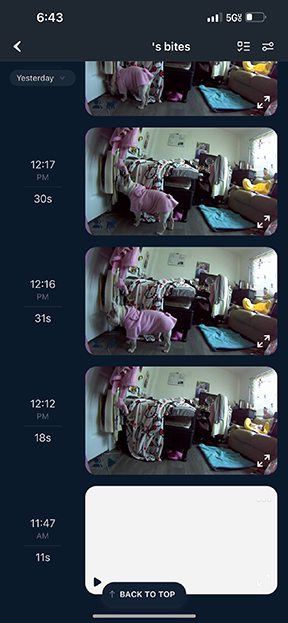 6:43
5G
's bites
Yesterday
12:17
PM
30s
12:16
PM
31s
12:12
PM
18s
11:47
AM
11s
↑ BACK TO TOP